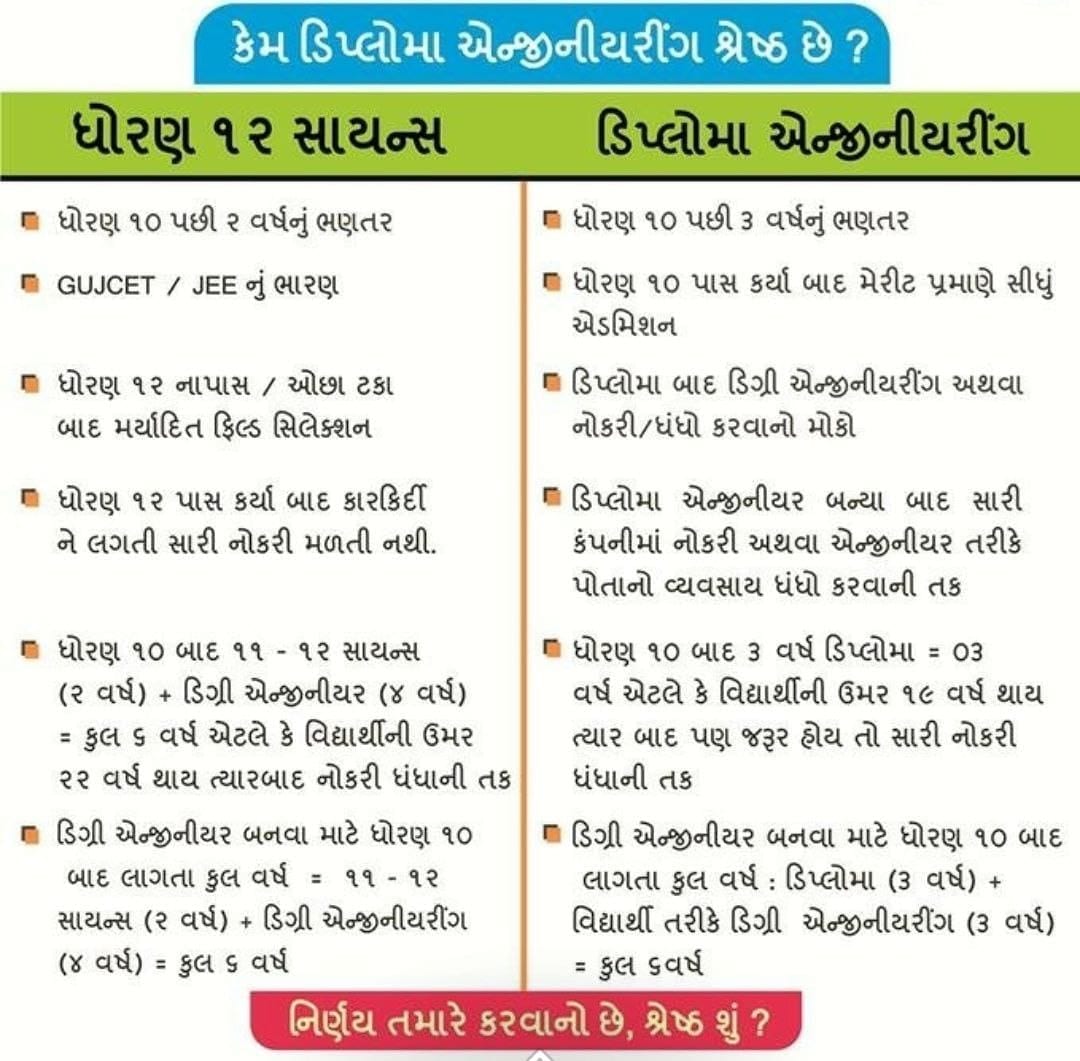 કેમ ડિપ્લોમા એન્જીનીયરીંગ શ્રેષ્ઠ છે ?
ધોરણ ૧૨ સાયન્સ
ધોરણ ૧૦ પછી ૨ વર્ષનું ભણતર
GUJCET / JEE નું ભારણ
ધોરણ ૧૨ નાપાસ / ઓછા ટકા
બાદ મર્યાદિત ફિલ્ડ સિલેક્શન
ધોરણ ૧૨ પાસ કર્યા બાદ કારકિર્દી
ને લગતી સારી નોકરી મળતી નથી.
ધોરણ ૧૦ બાદ ૧૧ - ૧૨ સાયન્સ
(૨ વર્ષ) + ડિગ્રી એન્જીનીયર (૪ વર્ષ)
= કુલ ૬ વર્ષ એટલે કે વિદ્યાર્થીની ઉમર
૨૨ વર્ષ થાય ત્યારબાદ નોકરી ધંધાની તક
ડિગ્રી એન્જીનીયર બનવા માટે ધોરણ ૧૦
બાદ લાગતા કુલ વર્ષ = ૧૧ - ૧૨
સાયન્સ (૨ વર્ષ) + ડિગ્રી એન્જીનીયરીંગ
(૪ વર્ષ) = કુલ ૬ વર્ષ
ડિપ્લોમા એન્જીનીયરીંગ
ધોરણ ૧૦ પછી ૩ વર્ષનું ભણતર
ધોરણ ૧૦ પાસ કર્યા બાદ મેરીટ પ્રમાણે સીધું
એડમિશન
ડિપ્લોમા બાદ ડિગ્રી એન્જીનીયરીંગ અથવા
નોકરી/ધંધો કરવાનો મોકો
ડિપ્લોમા એન્જીનીયર બન્યા બાદ સારી
કંપનીમાં નોકરી અથવા એન્જીનીયર તરીકે
પોતાનો વ્યવસાય ધંધો કરવાની તક
ધોરણ ૧૦ બાદ ૩ વર્ષ ડિપ્લોમા = ૦૩
વર્ષ એટલે કે વિદ્યાર્થીની ઉમર ૧૯ વર્ષ થાય
ત્યાર બાદ પણ જરૂર હોય તો સારી નોકરી
ધંધાની તક
ડિગ્રી એન્જીનીયર બનવા માટે ધોરણ ૧૦ બાદ
લાગતા કુલ વર્ષ : ડિપ્લોમા (૩ વર્ષ) +
વિદ્યાર્થી તરીકે ડિગ્રી એન્જીનીયરીંગ (૩ વર્ષ)
= કુલ ૬વર્ષ
નિર્ણય તમારે કરવાનો છે, શ્રેષ્ઠ શું ?